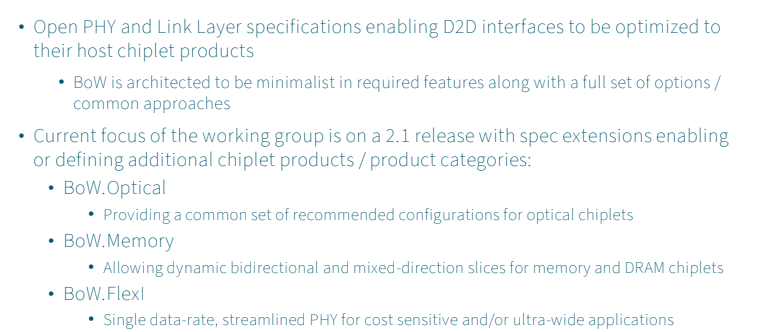 • Open PHY and Link Layer specifications enabling D2D interfaces to be optimized to
their host chiplet products
• BoW is architected to be minimalist in required features along with a full set of options /
common approaches
• Current focus of the working group is on a 2.1 release with spec extensions enabling
or defining additional chiplet products / product categories:
• BoW.Optical
• Providing a common set of recommended configurations for optical chiplets
• BoW.Memory
• Allowing dynamic bidirectional and mixed-direction slices for memory and DRAM chiplets
• BoW.FlexI
• Single data-rate, streamlined PHY for cost sensitive and/or ultra-wide applications